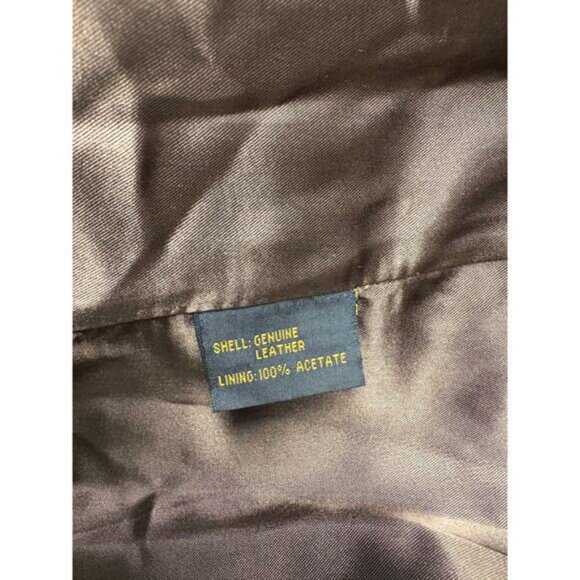 SHELL: GENUINE
LEATHER
LINING: 100% ACETATE